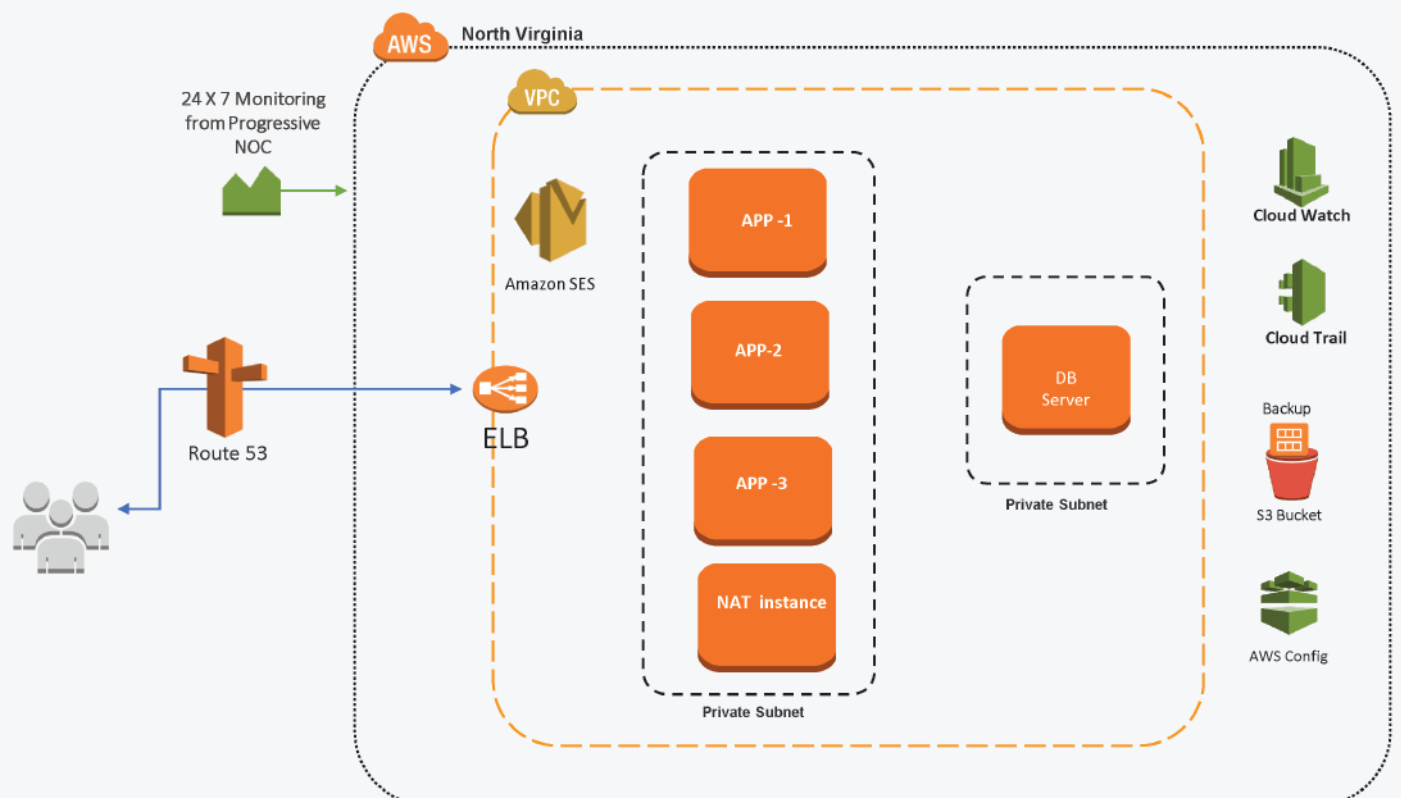 AWS
North Virginia
24 X 7 Monitoring
from Progressive
NOC
VPC
Amazon SES
APP -1
APP-2
APP -3
NAT instance
Private Subnet
DB
Server
Private Subnet
Cloud Watch
Cloud Trail
Backup
S3 Bucket
AWS Config
Route 53
ELB